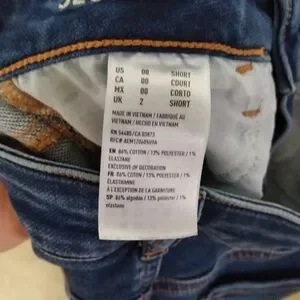 US 00 SHORT
CA 00 COURT
MX 00 CORTO
UK 2 SHORT
MADE IN VIETNAM / FABRIQUÉ AU
VIETNAM / HECHO EN VIETNAM
RN 54485/CA 50873
EN: 86% COTTON / 13% POLYESTER / 1%
ELASTANE
EXCLUSIVE OF DECORATION
FR: 86% COTON / 13% POLYESTER / 1%
ÉLASTHANNE
À L'EXCEPTION DE LA GARNITURE
SP: 86% algodón / 13% poliester / 1%
elastano